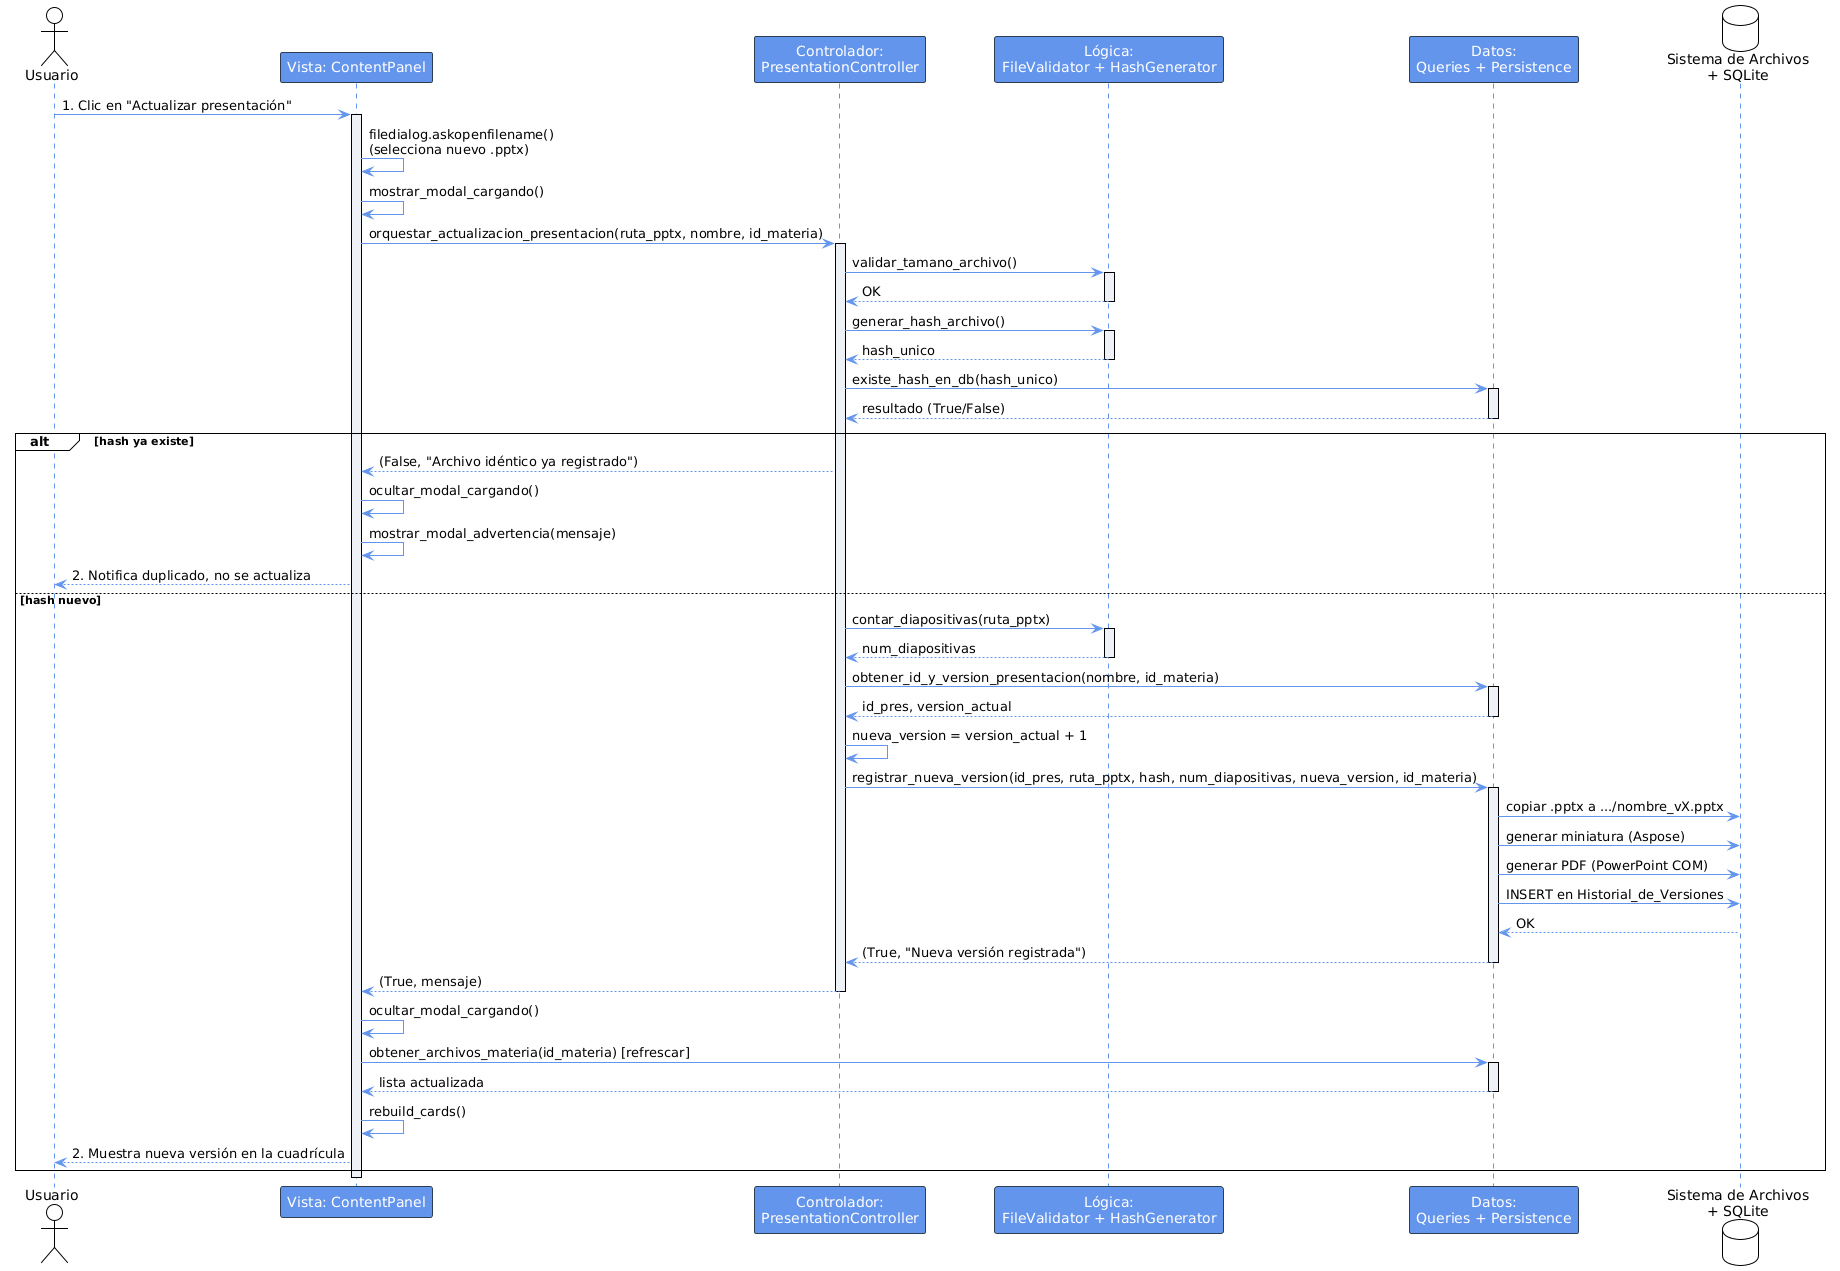 Usuario
Vista: ContentPanel
Controlador:
PresentationController
Lógica:
FileValidator + HashGenerator
Datos:
Queries + Persistence
Sistema de Archivos
+ SQLite
1. Clic en "Actualizar presentación"
filedialog.askopenfilename()
(selecciona nuevo .pptx)
mostrar_modal_cargando()
orquestar_actualizacion_presentacion(ruta_pptx, nombre, id_materia)
validar_tamano_archivo()
OK
generar_hash_archivo()
hash_unico
existe_hash_en_db(hash_unico)
resultado (True/False)
alt [hash ya existe]
(False, "Archivo idéntico ya registrado")
ocultar_modal_cargando()
mostrar_modal_advertencia(mensaje)
2. Notifica duplicado, no se actualiza
[hash nuevo]
contar_diapositivas(ruta_pptx)
num_diapositivas
obtener_id_y_version_presentacion(nombre, id_materia)
id_pres, version_actual
nueva_version = version_actual + 1
registrar_nueva_version(id_pres, ruta_pptx, hash, num_diapositivas, nueva_version, id_materia)
copiar .pptx a .../nombre_vX.pptx
generar miniatura (Aspose)
generar PDF (PowerPoint COM)
INSERT en Historial_de_Versiones
OK
(True, "Nueva versión registrada")
(True, mensaje)
ocultar_modal_cargando()
obtener_archivos_materia(id_materia) [refrescar]
lista actualizada
rebuild_cards()
2. Muestra nueva versión en la cuadrícula
Usuario
Vista: ContentPanel
Controlador:
PresentationController
Lógica:
FileValidator + HashGenerator
Datos:
Queries + Persistence
Sistema de Archivos
+ SQLite